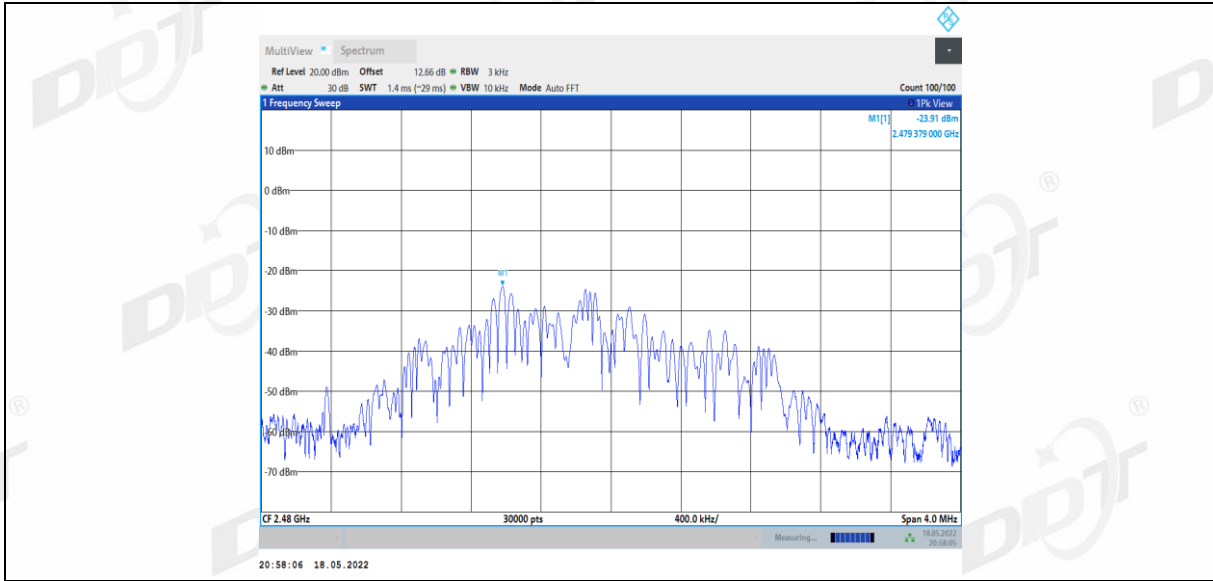 MultiView Spectrum
Ref Level 20.00 dBm Offset 12.66 dB RBW 3 kHz
Att 30 dB SWT 1.4 ms (~29 ms) VBW 10 kHz Mode Auto FFT Count 100/100
1 Frequency Sweep 1Pk View
M1[1] -23.91 dBm
2.479 379 000 GHz
10 dBm
0 dBm
-10 dBm
-20 dBm
M1
-30 dBm
-40 dBm
-50 dBm
-60 dBm
-70 dBm
CF 2.48 GHz 30000 pts 400.0 kHz/ Span 4.0 MHz
Measuring... 18.05.2022
20:58:05
20:58:06 18.05.2022
DDT ®